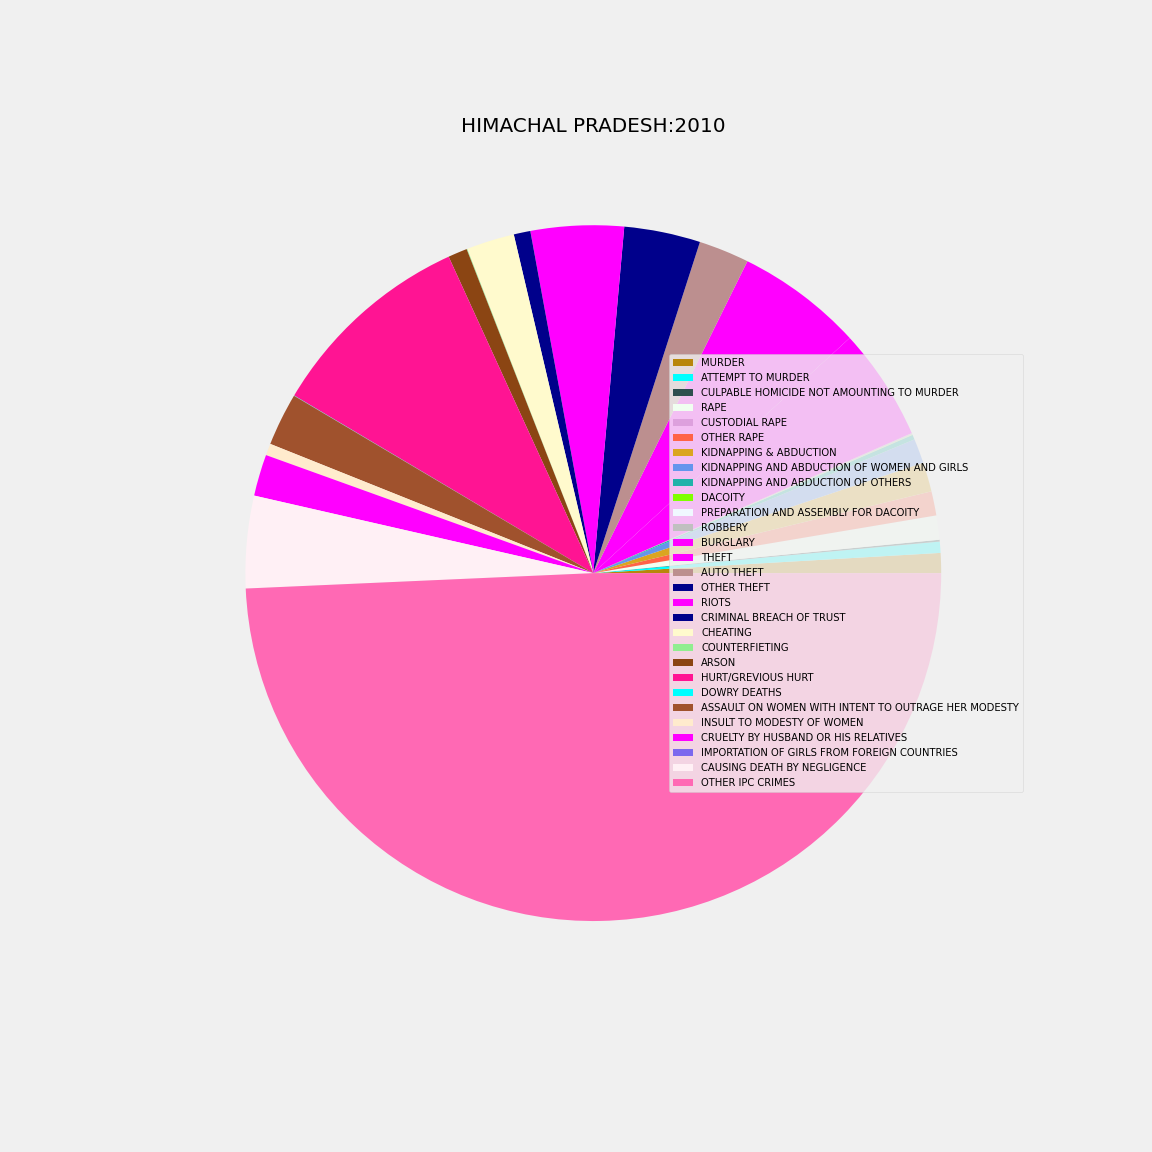 HIMACHAL PRADESH:2010
MURDER
ATTEMPT TO MURDER
CULPABLE HOMICIDE NOT AMOUNTING TO MURDER
RAPE
CUSTODIAL RAPE
OTHER RAPE
KIDNAPPING & ABDUCTION
KIDNAPPING AND ABDUCTION OF WOMEN AND GIRLS
KIDNAPPING AND ABDUCTION OF OTHERS
DACOITY
PREPARATION AND ASSEMBLY FOR DACOITY
ROBBERY
BURGLARY
THEFT
AUTO THEFT
OTHER THEFT
RIOTS
CRIMINAL BREACH OF TRUST
CHEATING
COUNTERFIETING
ARSON
HURT/GREVIOUS HURT
DOWRY DEATHS
ASSAULT ON WOMEN WITH INTENT TO OUTRAGE HER MODESTY
INSULT TO MODESTY OF WOMEN
CRUELTY BY HUSBAND OR HIS RELATIVES
IMPORTATION OF GIRLS FROM FOREIGN COUNTRIES
CAUSING DEATH BY NEGLIGENCE
OTHER IPC CRIMES